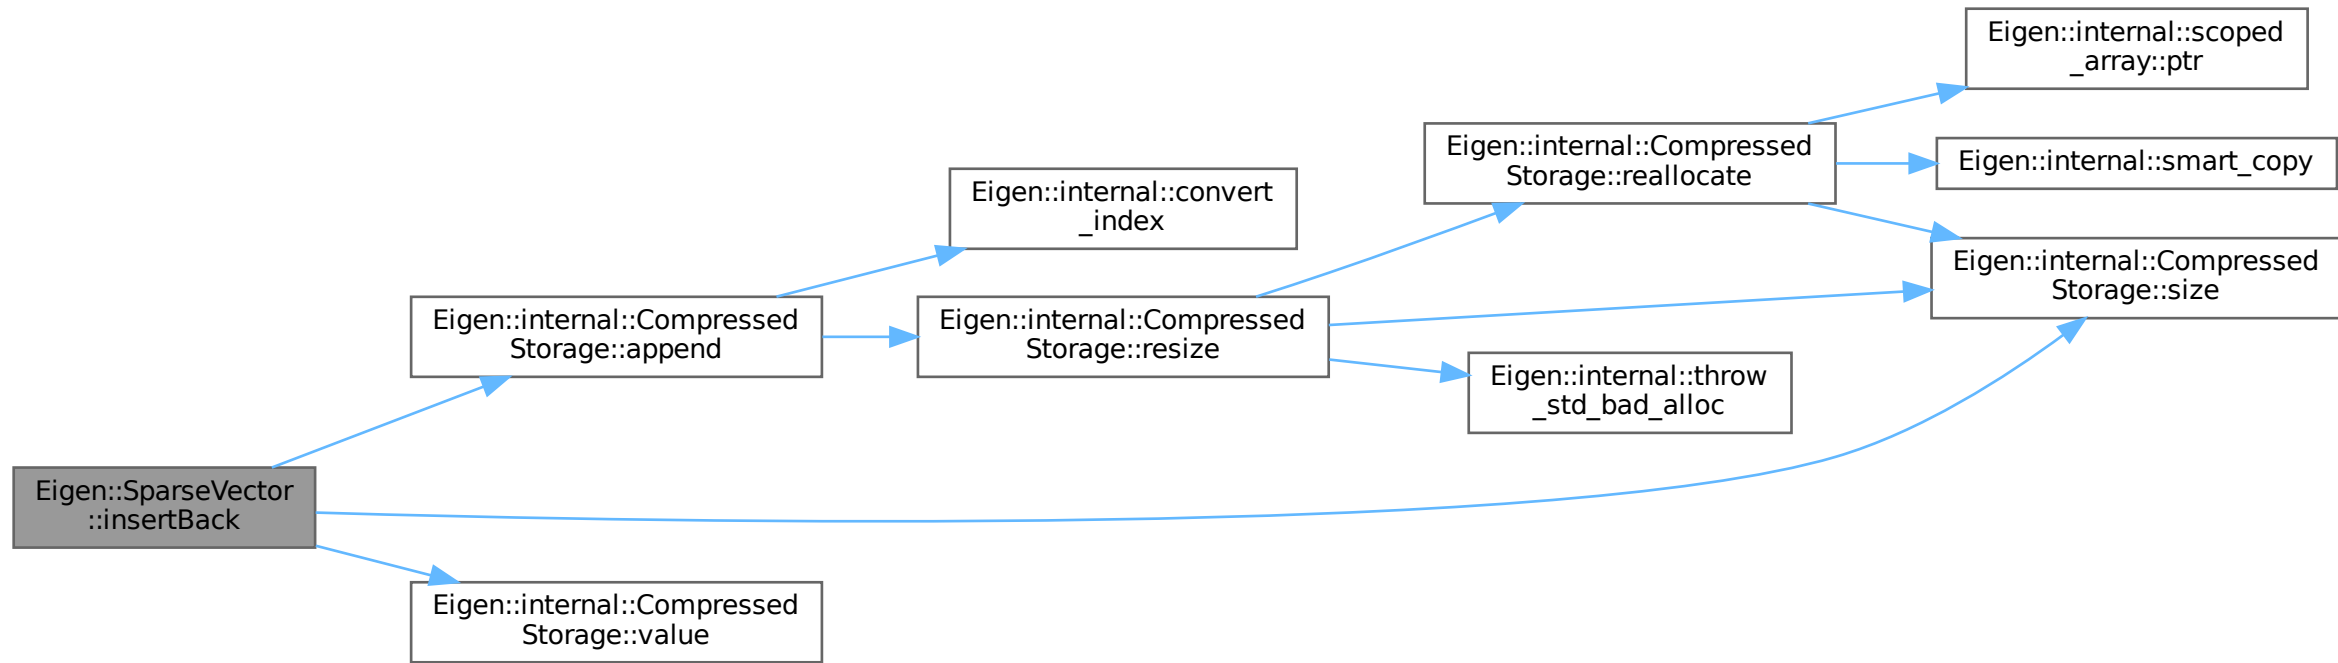 Eigen::SparseVector
::insertBack
Eigen::internal::Compressed
Storage::append
Eigen::internal::convert
_index
Eigen::internal::Compressed
Storage::resize
Eigen::internal::Compressed
Storage::reallocate
Eigen::internal::scoped
_array::ptr
Eigen::internal::smart_copy
Eigen::internal::Compressed
Storage::size
Eigen::internal::throw
_std_bad_alloc
Eigen::internal::Compressed
Storage::value